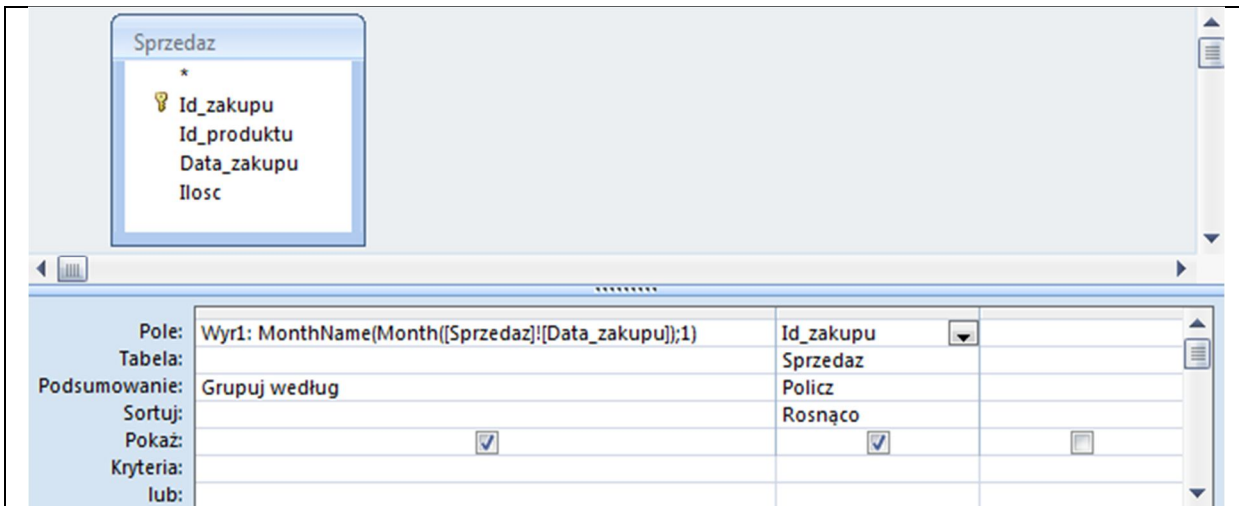 Sprzedaz
*
Id_zakupu
Id_produktu
Data_zakupu
Ilosc
Pole: Wyr1: MonthName(Month([Sprzedaz]![Data_zakupu]);1) Id_zakupu
Tabela: Sprzedaz
Podsumowanie: Grupuj według Policz
Sortuj: Rosnąco
Pokaż:
Kryteria:
lub: